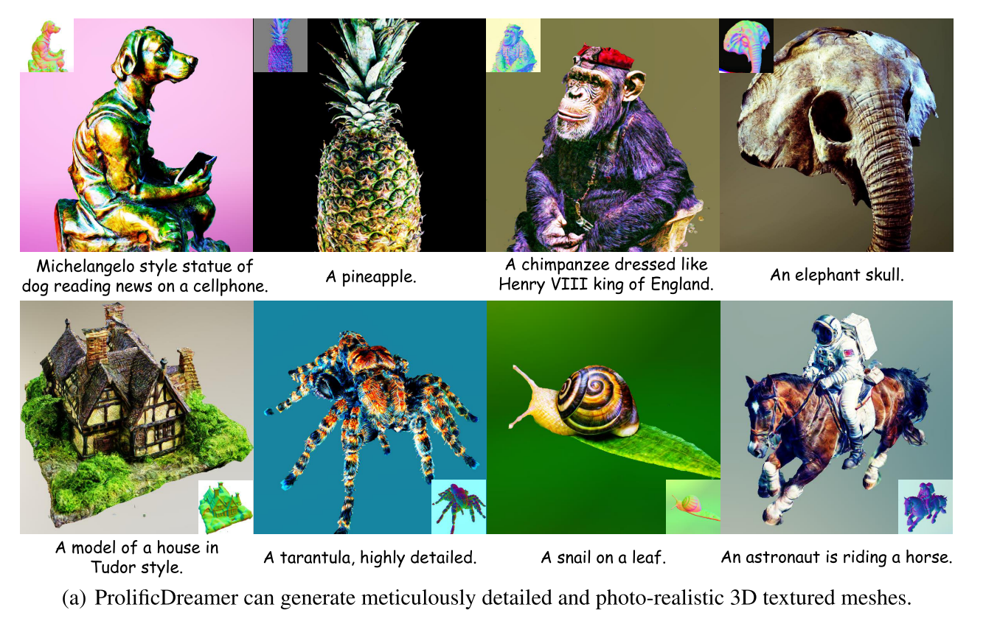 Michelangelo style statue of
dog reading news on a cellphone.
A pineapple.
A chimpanzee dressed like
Henry VIII king of England.
An elephant skull.
A model of a house in
Tudor style.
A tarantula, highly detailed.
A snail on a leaf.
An astronaut is riding a horse.
(a) ProlificDreamer can generate meticulously detailed and photo-realistic 3D textured meshes.